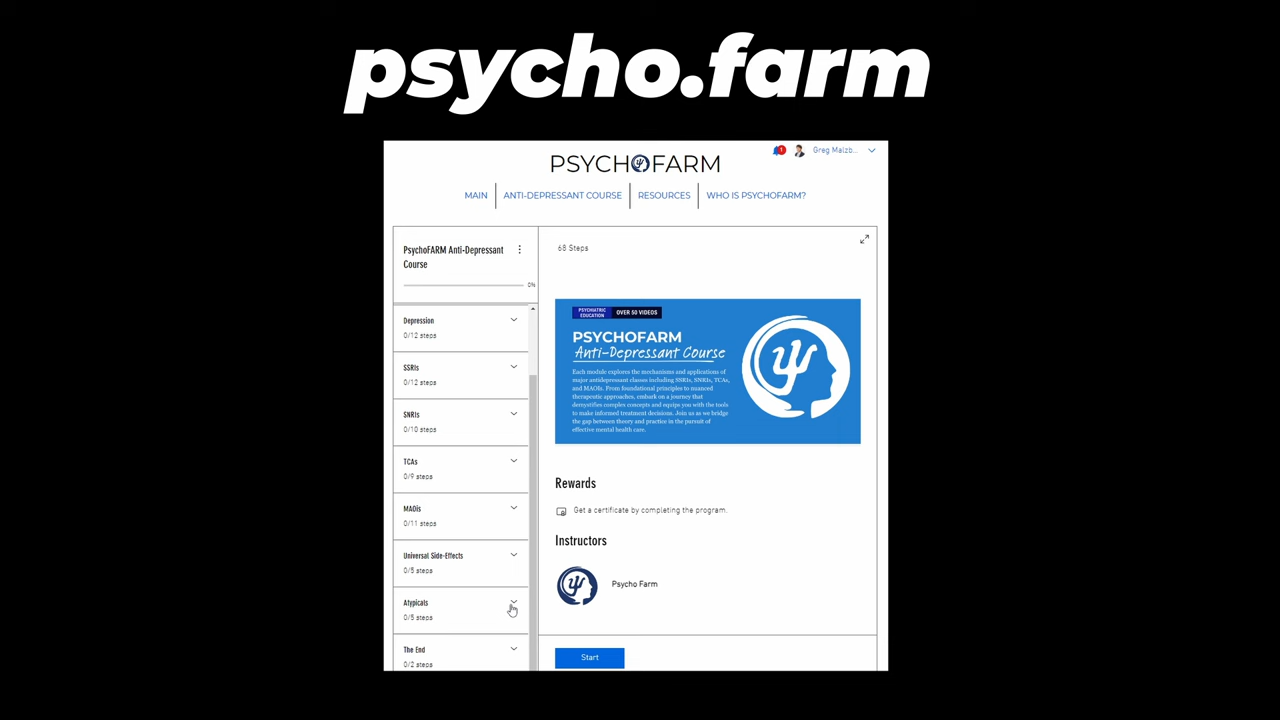 psycho.farm
PSYCHOFARM
1
Greg Malzb...
MAIN
ANTI-DEPRESSANT COURSE
RESOURCES
WHO IS PSYCHOFARM?
PsychoFARM Anti-Depressant
Course
0%
Depression
0/12 steps
SSRIs
0/12 steps
SNRIs
0/10 steps
TCAs
0/9 steps
MAOIs
0/11 steps
Universal Side-Effects
0/5 steps
Atypicals
0/5 steps
The End
0/2 steps
68 Steps
PSYCHIATRIC
EDUCATION
OVER 50 VIDEOS
PSYCHOFARM
Anti-Depressant Course
Each module explores the mechanisms and applications of
major antidepressant classes including SSRIs, SNRIs, TCAs,
and MAOIs. From foundational principles to nuanced
therapeutic approaches, embark on a journey that
demystifies complex concepts and equips you with the tools
to make informed treatment decisions. Join us as we bridge
the gap between theory and practice in the pursuit of
effective mental health care.
Rewards
Get a certificate by completing the program.
Instructors
Psycho Farm
Start